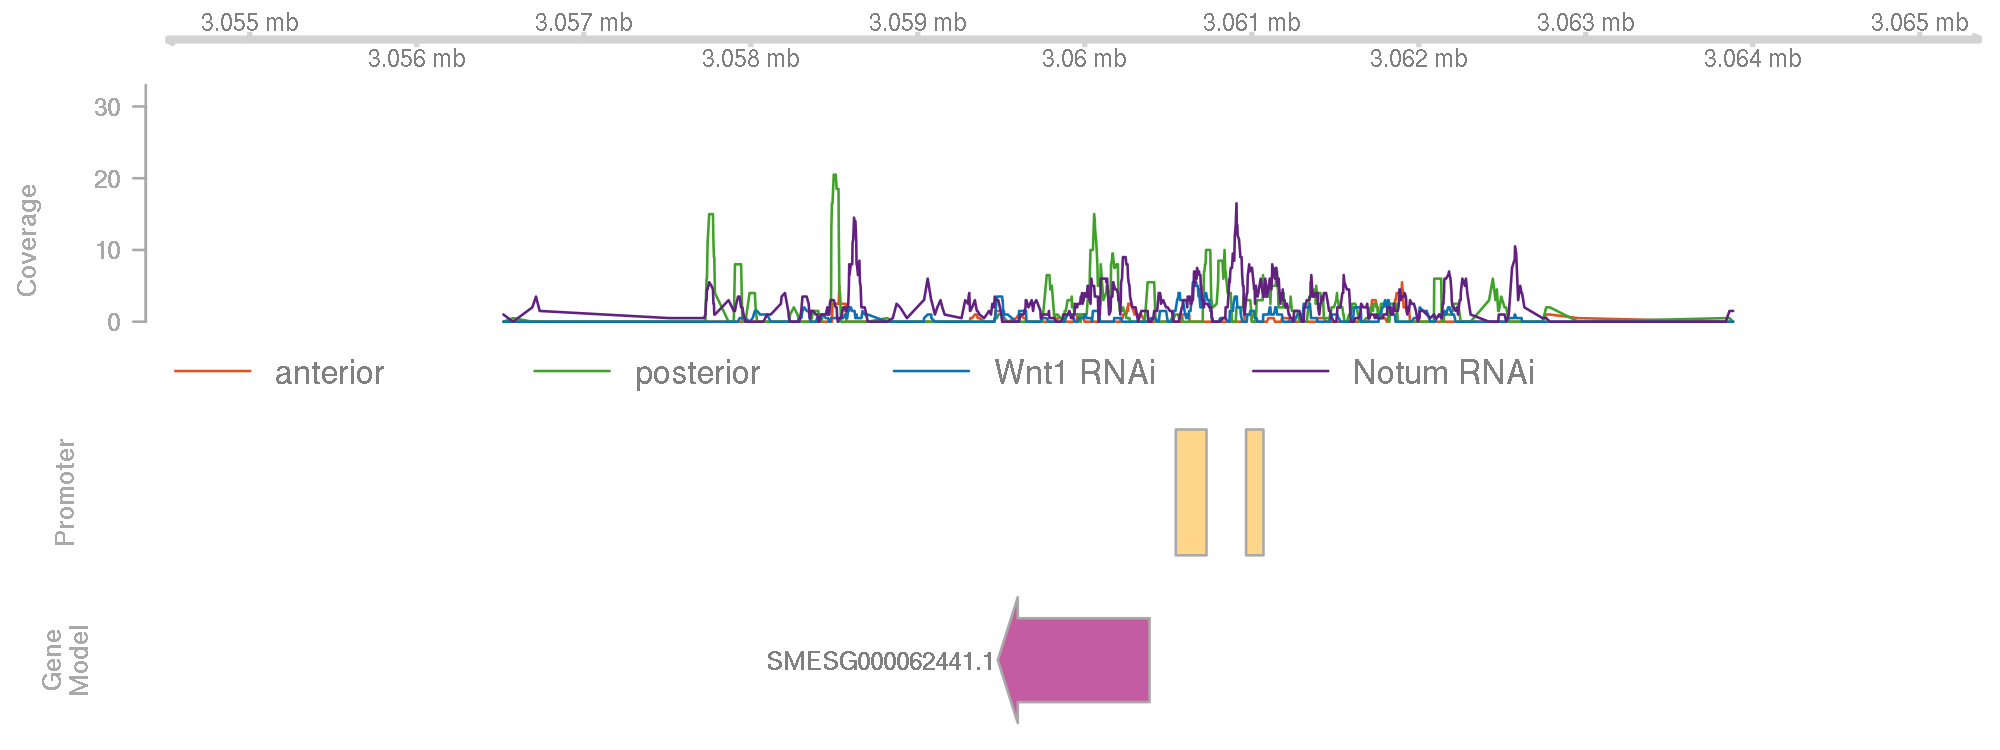 3.055 mb 3.057 mb 3.059 mb 3.061 mb 3.063 mb 3.065 mb
3.056 mb 3.058 mb 3.06 mb 3.062 mb 3.064 mb
Coverage
30
20
10
0
anterior posterior Wnt1 RNAi Notum RNAi
Promoter
Gene
Model
SMESG000062441.1